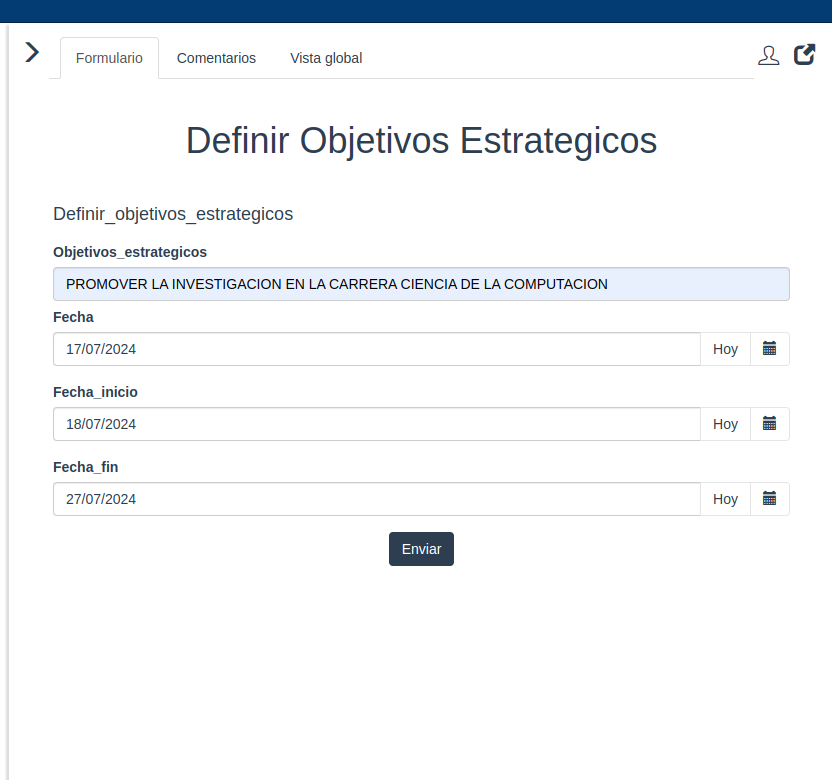 Formulario Comentarios Vista global
Definir Objetivos Estrategicos
Definir_objetivos_estrategicos
Objetivos_estrategicos
PROMOVER LA INVESTIGACION EN LA CARRERA CIENCIA DE LA COMPUTACION
Fecha
17/07/2024 Hoy
Fecha_inicio
18/07/2024 Hoy
Fecha_fin
27/07/2024 Hoy
Enviar